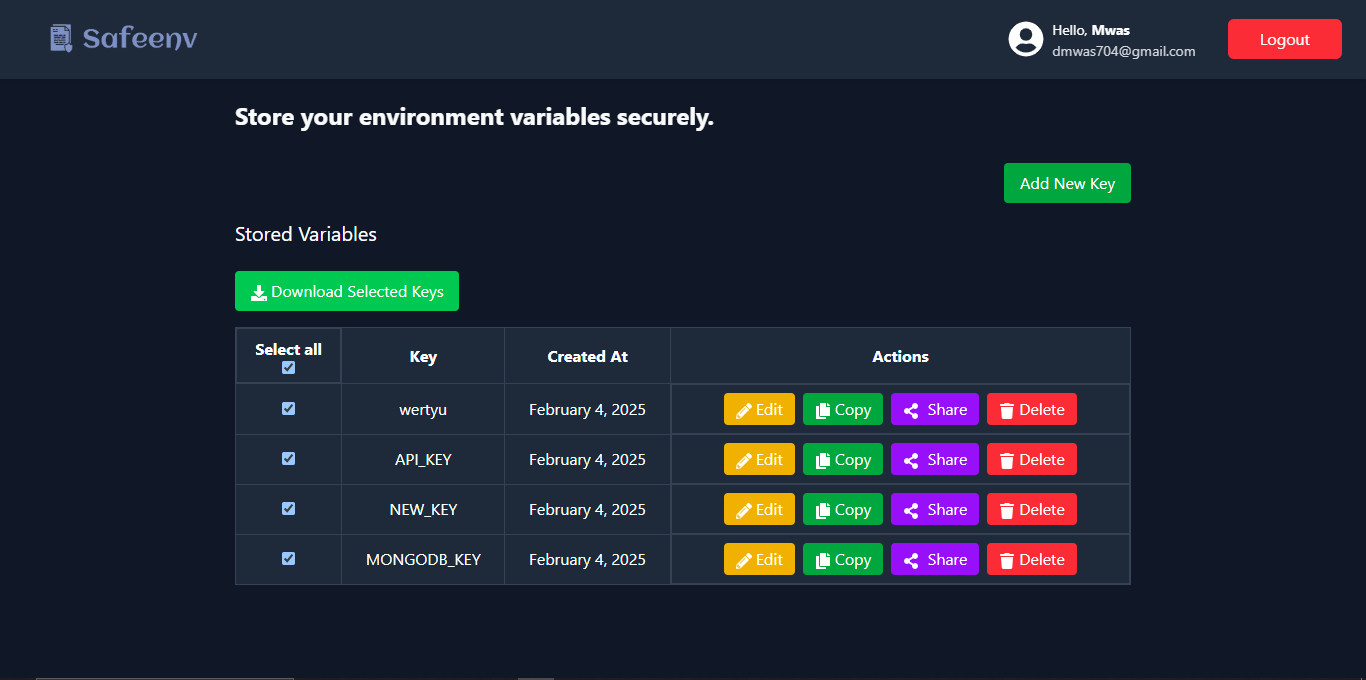 Safeenv
Hello, Mwas
dmwas704@gmail.com
Logout
Store your environment variables securely.
Add New Key
Stored Variables
Download Selected Keys
Select all Key Created At Actions
wertyu February 4, 2025 Edit Copy Share Delete
API_KEY February 4, 2025 Edit Copy Share Delete
NEW_KEY February 4, 2025 Edit Copy Share Delete
MONGODB_KEY February 4, 2025 Edit Copy Share Delete